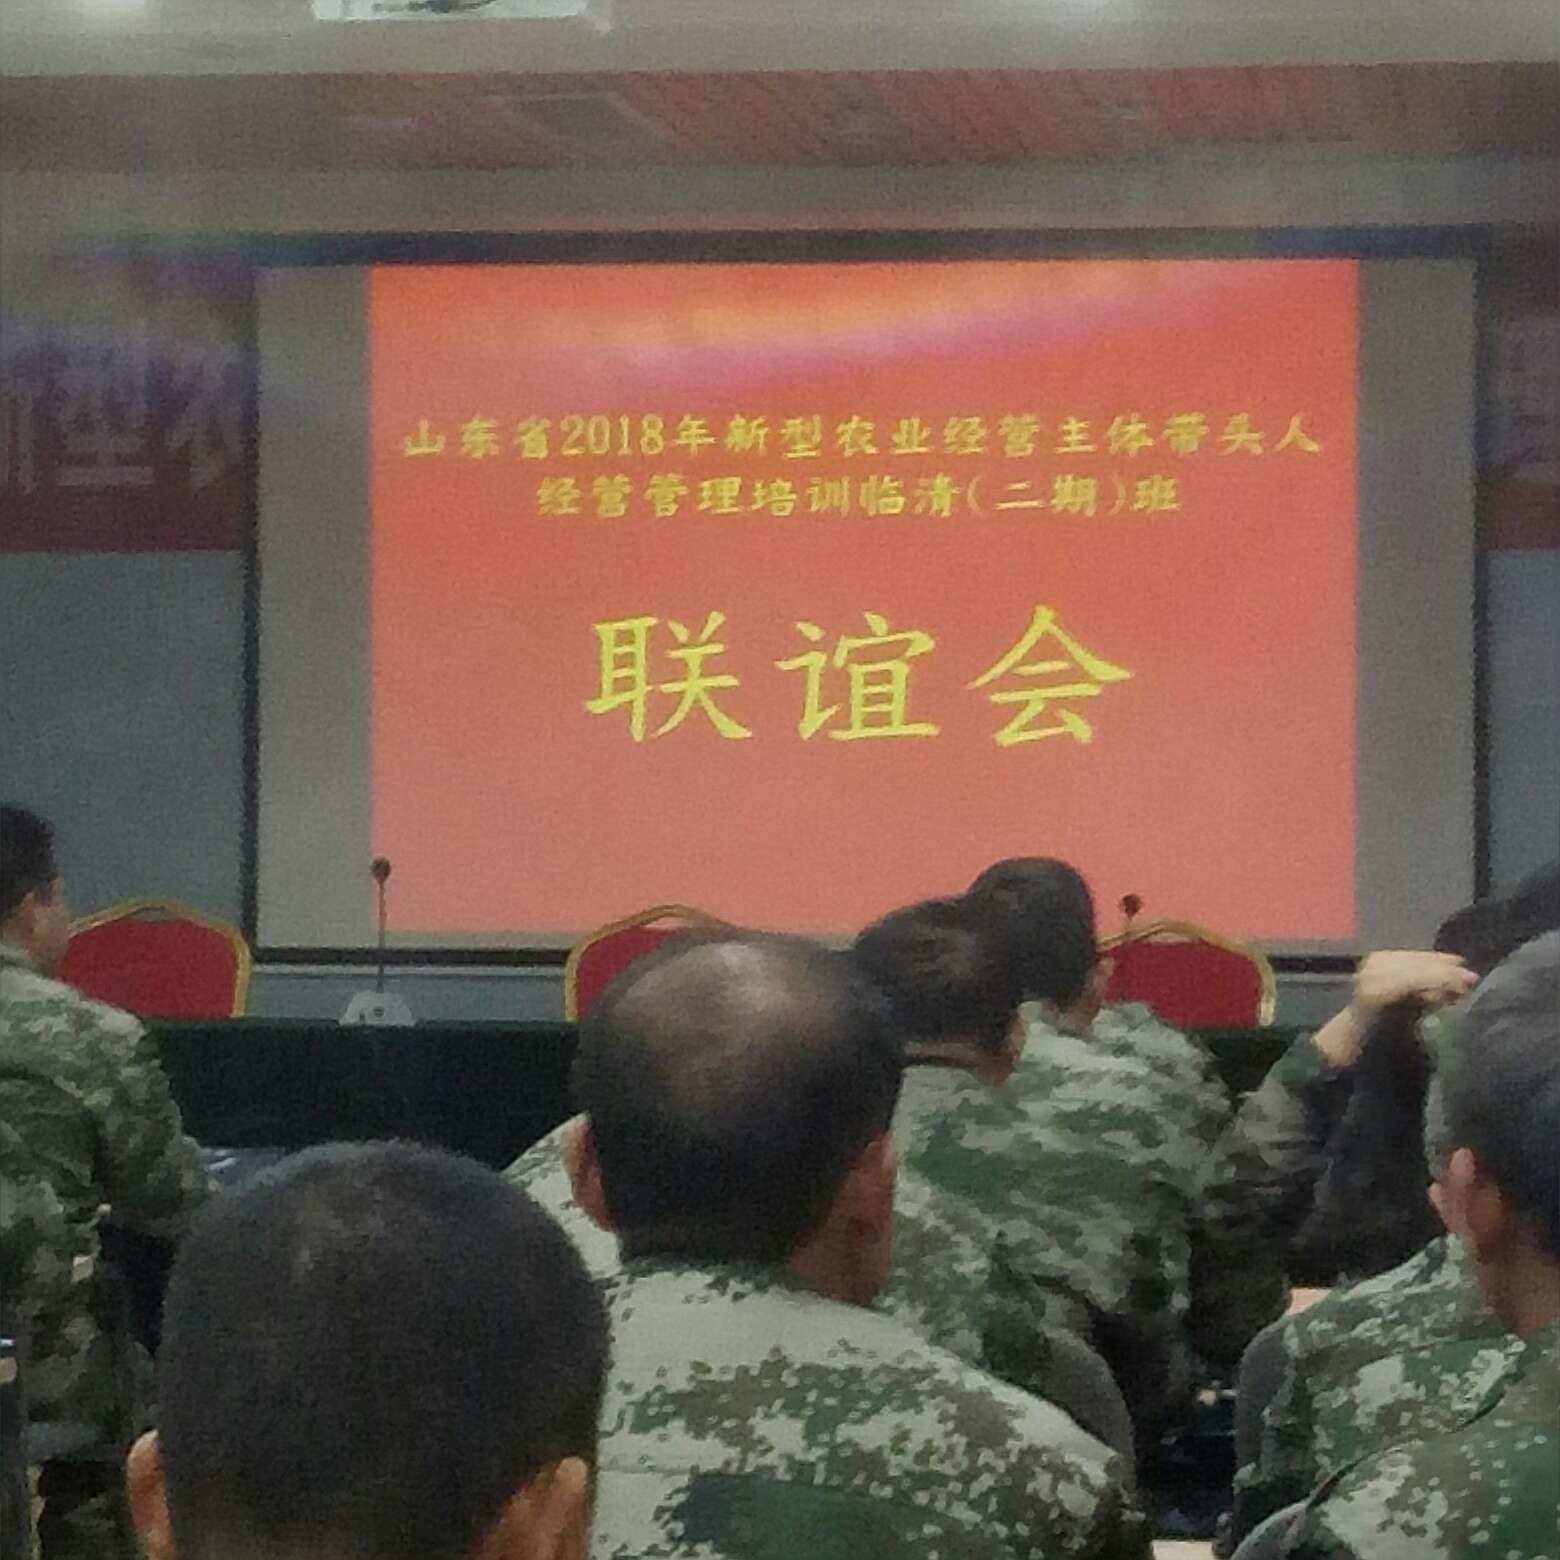 山东省2018年新型农业经营主体带头人
经营管理培训临清(二期)班
联谊会